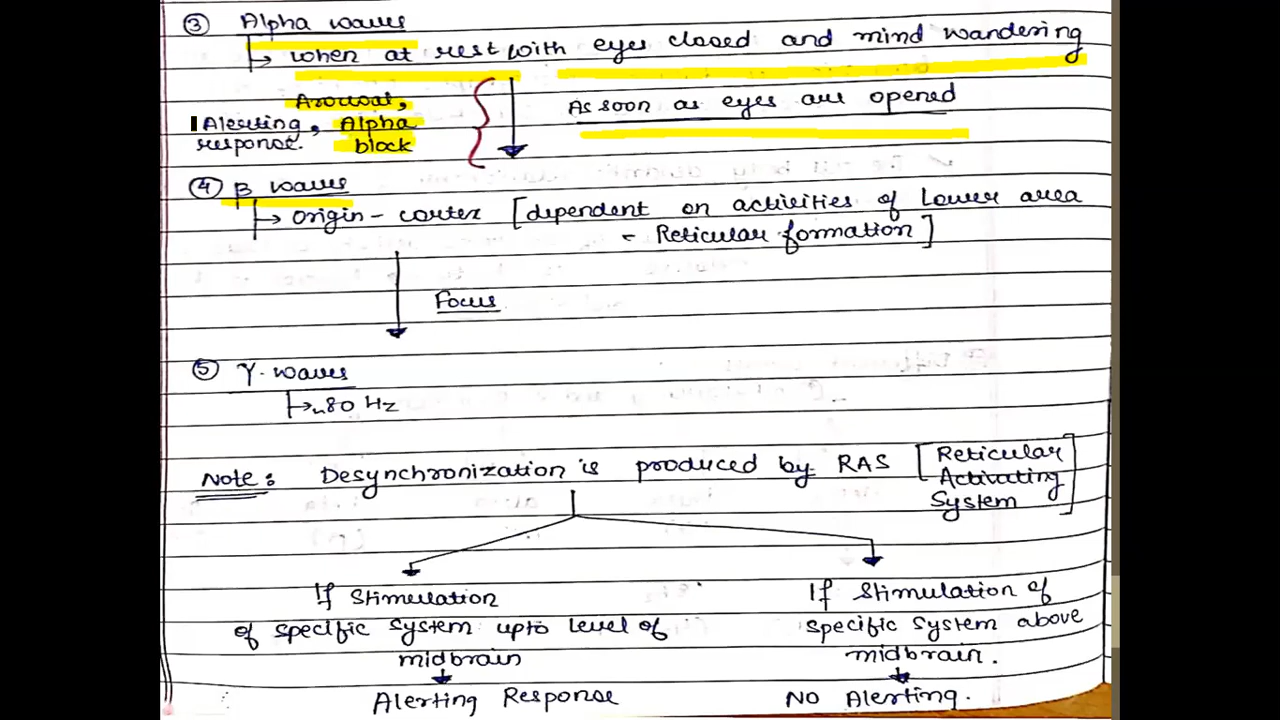 ③ Alpha waves
→ when at rest with eyes closed and mind wandering
Arousal,
Alerting, Alpha
response. block
As soon as eyes are opened
④ β waves
→ Origin - cortex [dependent on activities of Lower area
- Reticular formation]
Focus
⑤ γ-waves
→ ~80 Hz
Note: Desynchronization is produced by RAS [Reticular
Activating
System]
If Stimulation
of specific System upto level of
midbrain
Alerting Response
If Stimulation of
specific System above
midbrain.
NO Alerting.